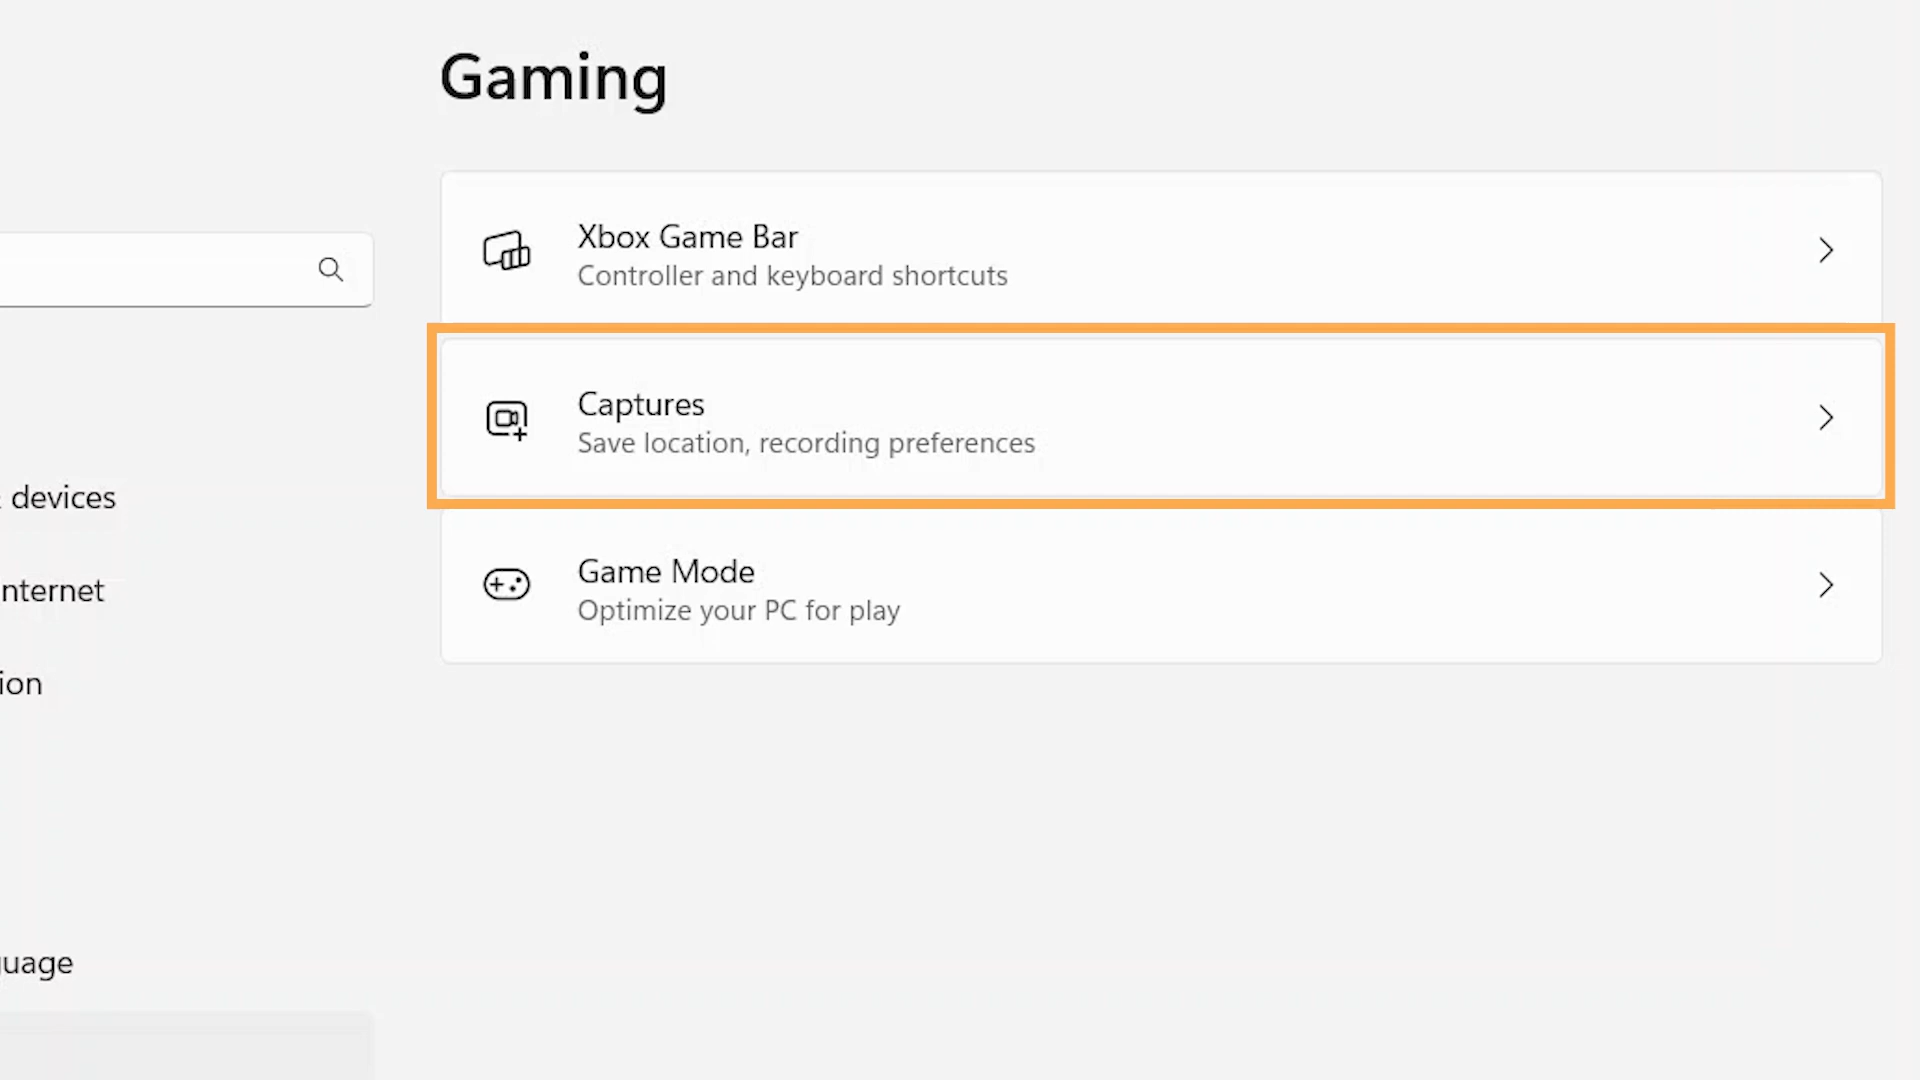 Gaming
Xbox Game Bar
Controller and keyboard shortcuts
Captures
Save location, recording preferences
Game Mode
Optimize your PC for play
devices
nternet
ion
uage